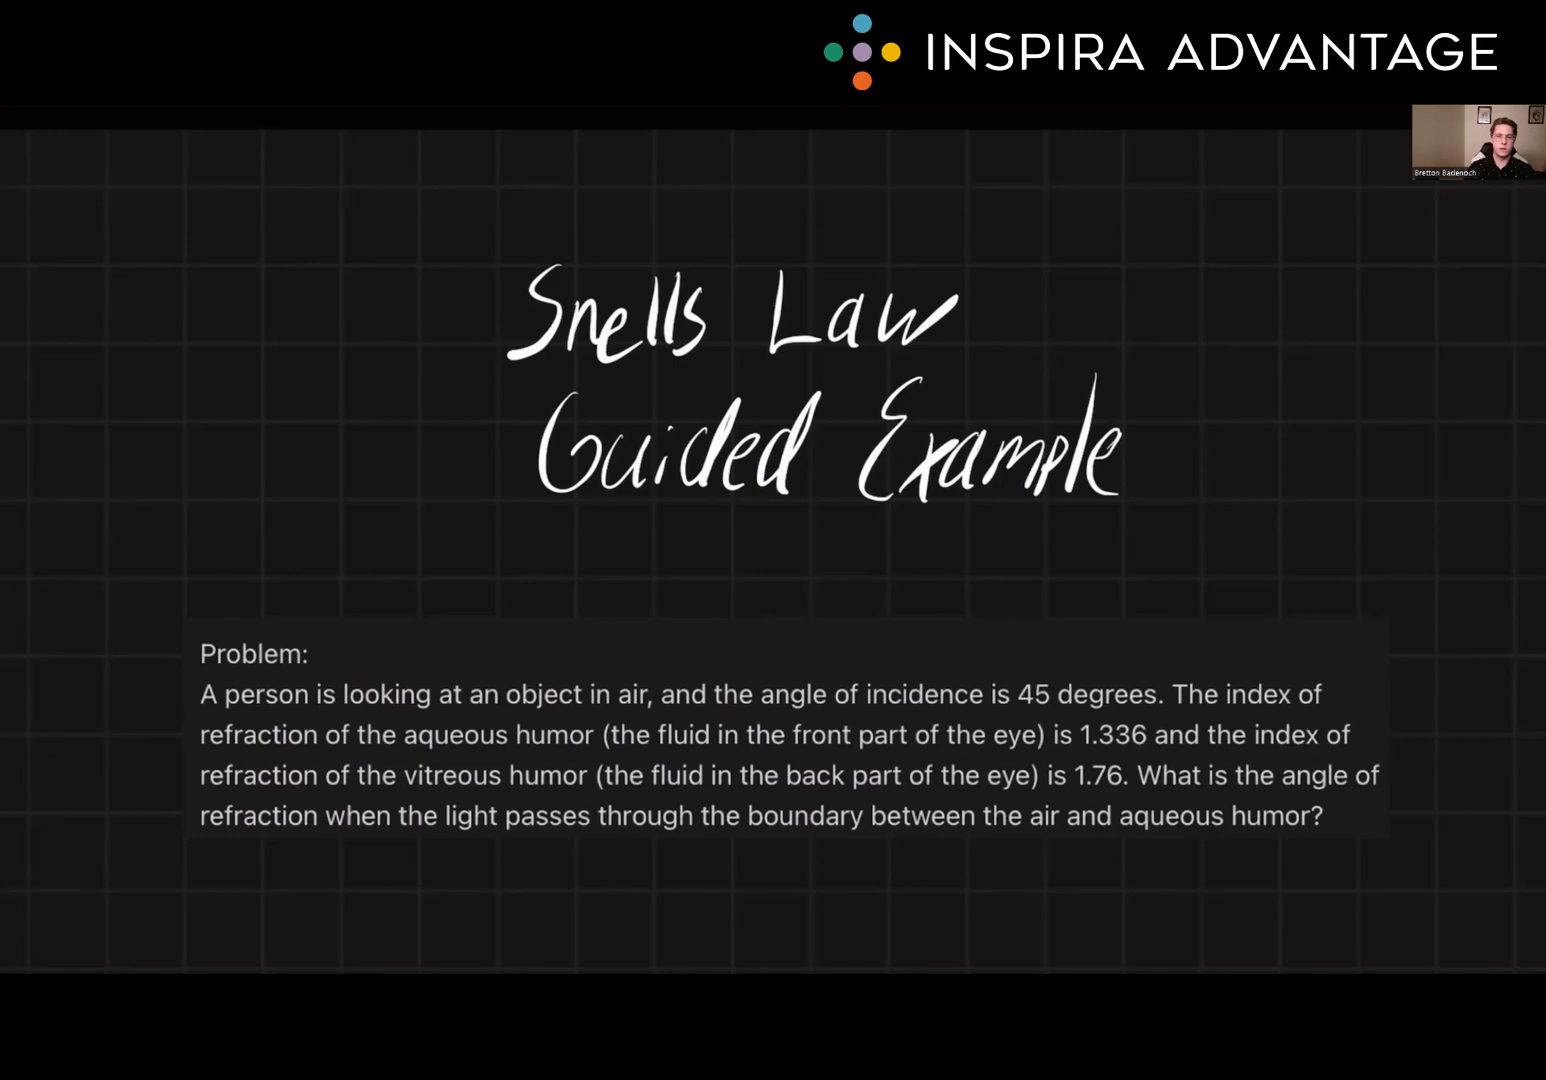 INSPIRA ADVANTAGE
Bretton Badenoch
Snells Law
Guided Example
Problem:
A person is looking at an object in air, and the angle of incidence is 45 degrees. The index of
refraction of the aqueous humor (the fluid in the front part of the eye) is 1.336 and the index of
refraction of the vitreous humor (the fluid in the back part of the eye) is 1.76. What is the angle of
refraction when the light passes through the boundary between the air and aqueous humor?